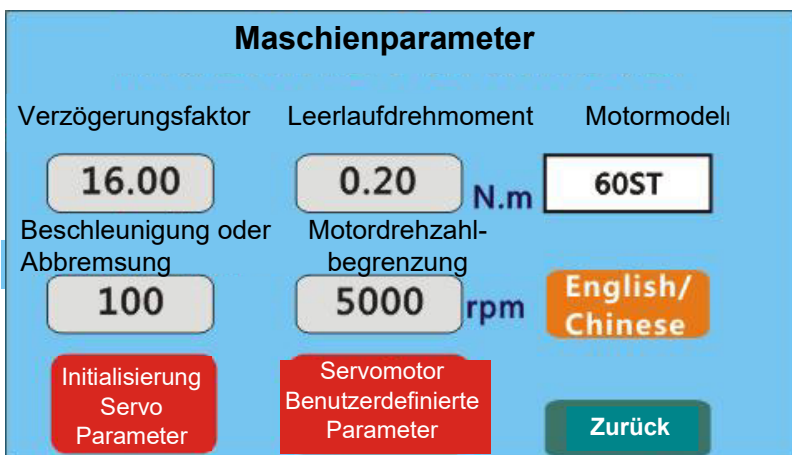 Maschienparameter
Verzögerungsfaktor Leerlaufdrehmoment Motormodell
16.00 0.20 N.m 60ST
Beschleunigung oder Motordrehzahl-
Abbremsung begrenzung
100 5000 rpm English/
Chinese
Initialisierung
Servo
Parameter
Servomotor
Benutzerdefinierte
Parameter
Zurück